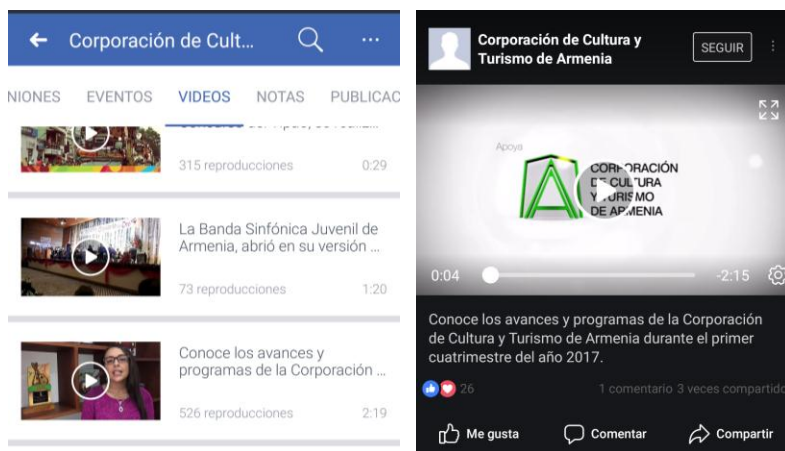 Corporación de Cult...
NIONES EVENTOS VIDEOS NOTAS PUBLICAC
315 reproducciones 0:29
La Banda Sinfónica Juvenil de
Armenia, abrió en su versión ...
73 reproducciones 1:20
Conoce los avances y
programas de la Corporación ...
526 reproducciones 2:19
Corporación de Cultura y
Turismo de Armenia
SEGUIR
Apoya
CORPORACIÓN
DE CULTURA
Y TURISMO
DE ARMENIA
0:04 -2:15
Conoce los avances y programas de la Corporación
de Cultura y Turismo de Armenia durante el primer
cuatrimestre del año 2017.
26 1 comentario 3 veces compartido
Me gusta Comentar Compartir